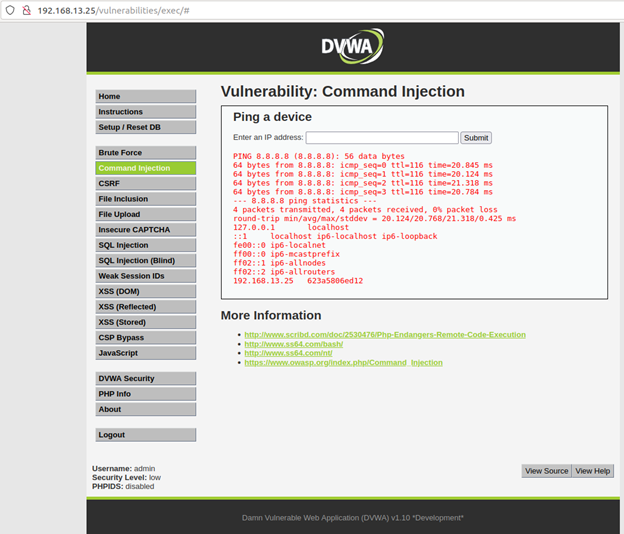 192.168.13.25/vulnerabilities/exec/#
DVWA
Home
Instructions
Setup / Reset DB
Brute Force
Command Injection
CSRF
File Inclusion
File Upload
Insecure CAPTCHA
SQL Injection
SQL Injection (Blind)
Weak Session IDs
XSS (DOM)
XSS (Reflected)
XSS (Stored)
CSP Bypass
JavaScript
DVWA Security
PHP Info
About
Logout
Vulnerability: Command Injection
Ping a device
Enter an IP address: Submit
PING 8.8.8.8 (8.8.8.8): 56 data bytes
64 bytes from 8.8.8.8: icmp_seq=0 ttl=116 time=20.845 ms
64 bytes from 8.8.8.8: icmp_seq=1 ttl=116 time=20.124 ms
64 bytes from 8.8.8.8: icmp_seq=2 ttl=116 time=21.318 ms
64 bytes from 8.8.8.8: icmp_seq=3 ttl=116 time=20.784 ms
--- 8.8.8.8 ping statistics ---
4 packets transmitted, 4 packets received, 0% packet loss
round-trip min/avg/max/stddev = 20.124/20.768/21.318/0.425 ms
127.0.0.1 localhost
::1 localhost ip6-localhost ip6-loopback
fe00::0 ip6-localnet
ff00::0 ip6-mcastprefix
ff02::1 ip6-allnodes
ff02::2 ip6-allrouters
192.168.13.25 623a5806ed12
More Information
http://www.scribd.com/doc/2530476/Php-Endangers-Remote-Code-Execution
http://www.ss64.com/bash/
http://www.ss64.com/nt/
https://www.owasp.org/index.php/Command_Injection
Username: admin
Security Level: low
PHPIDS: disabled
View Source View Help
Damn Vulnerable Web Application (DVWA) v1.10 *Development*